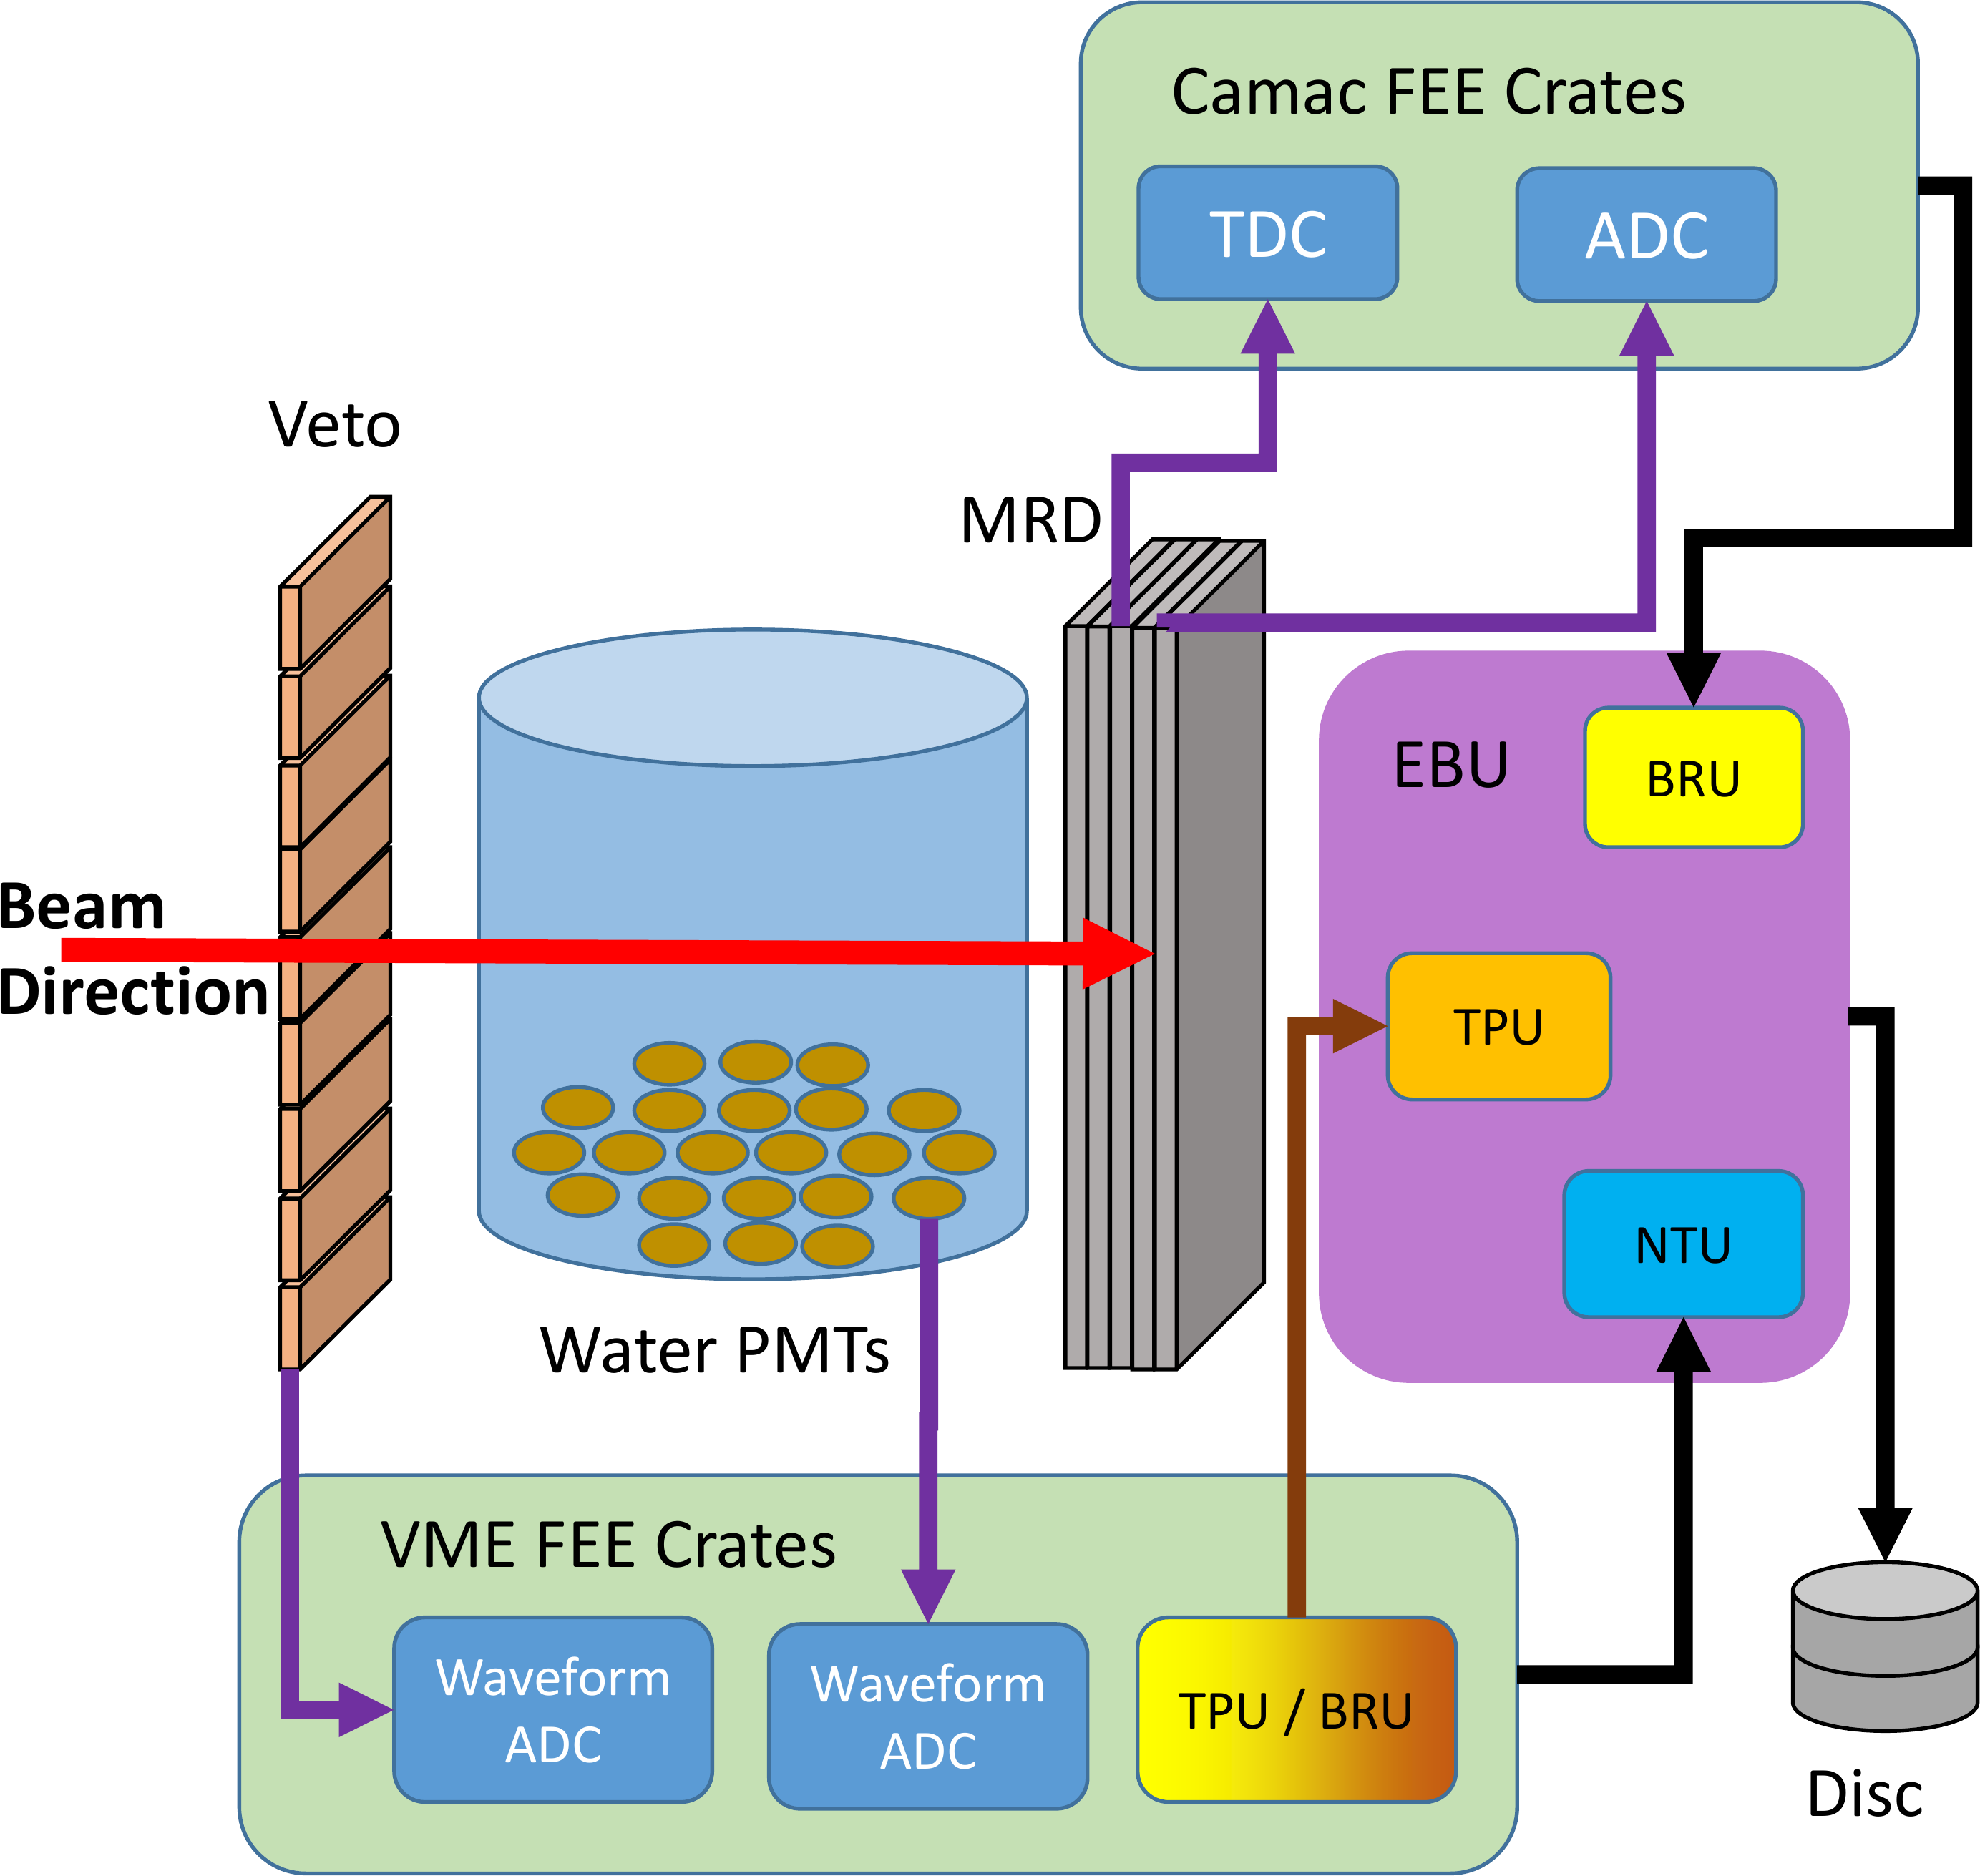 Camac FEE Crates
TDC
ADC
Veto
MRD
EBU
BRU
Beam
Direction
TPU
NTU
Water PMTs
VME FEE Crates
Waveform
ADC
Waveform
ADC
TPU / BRU
Disc